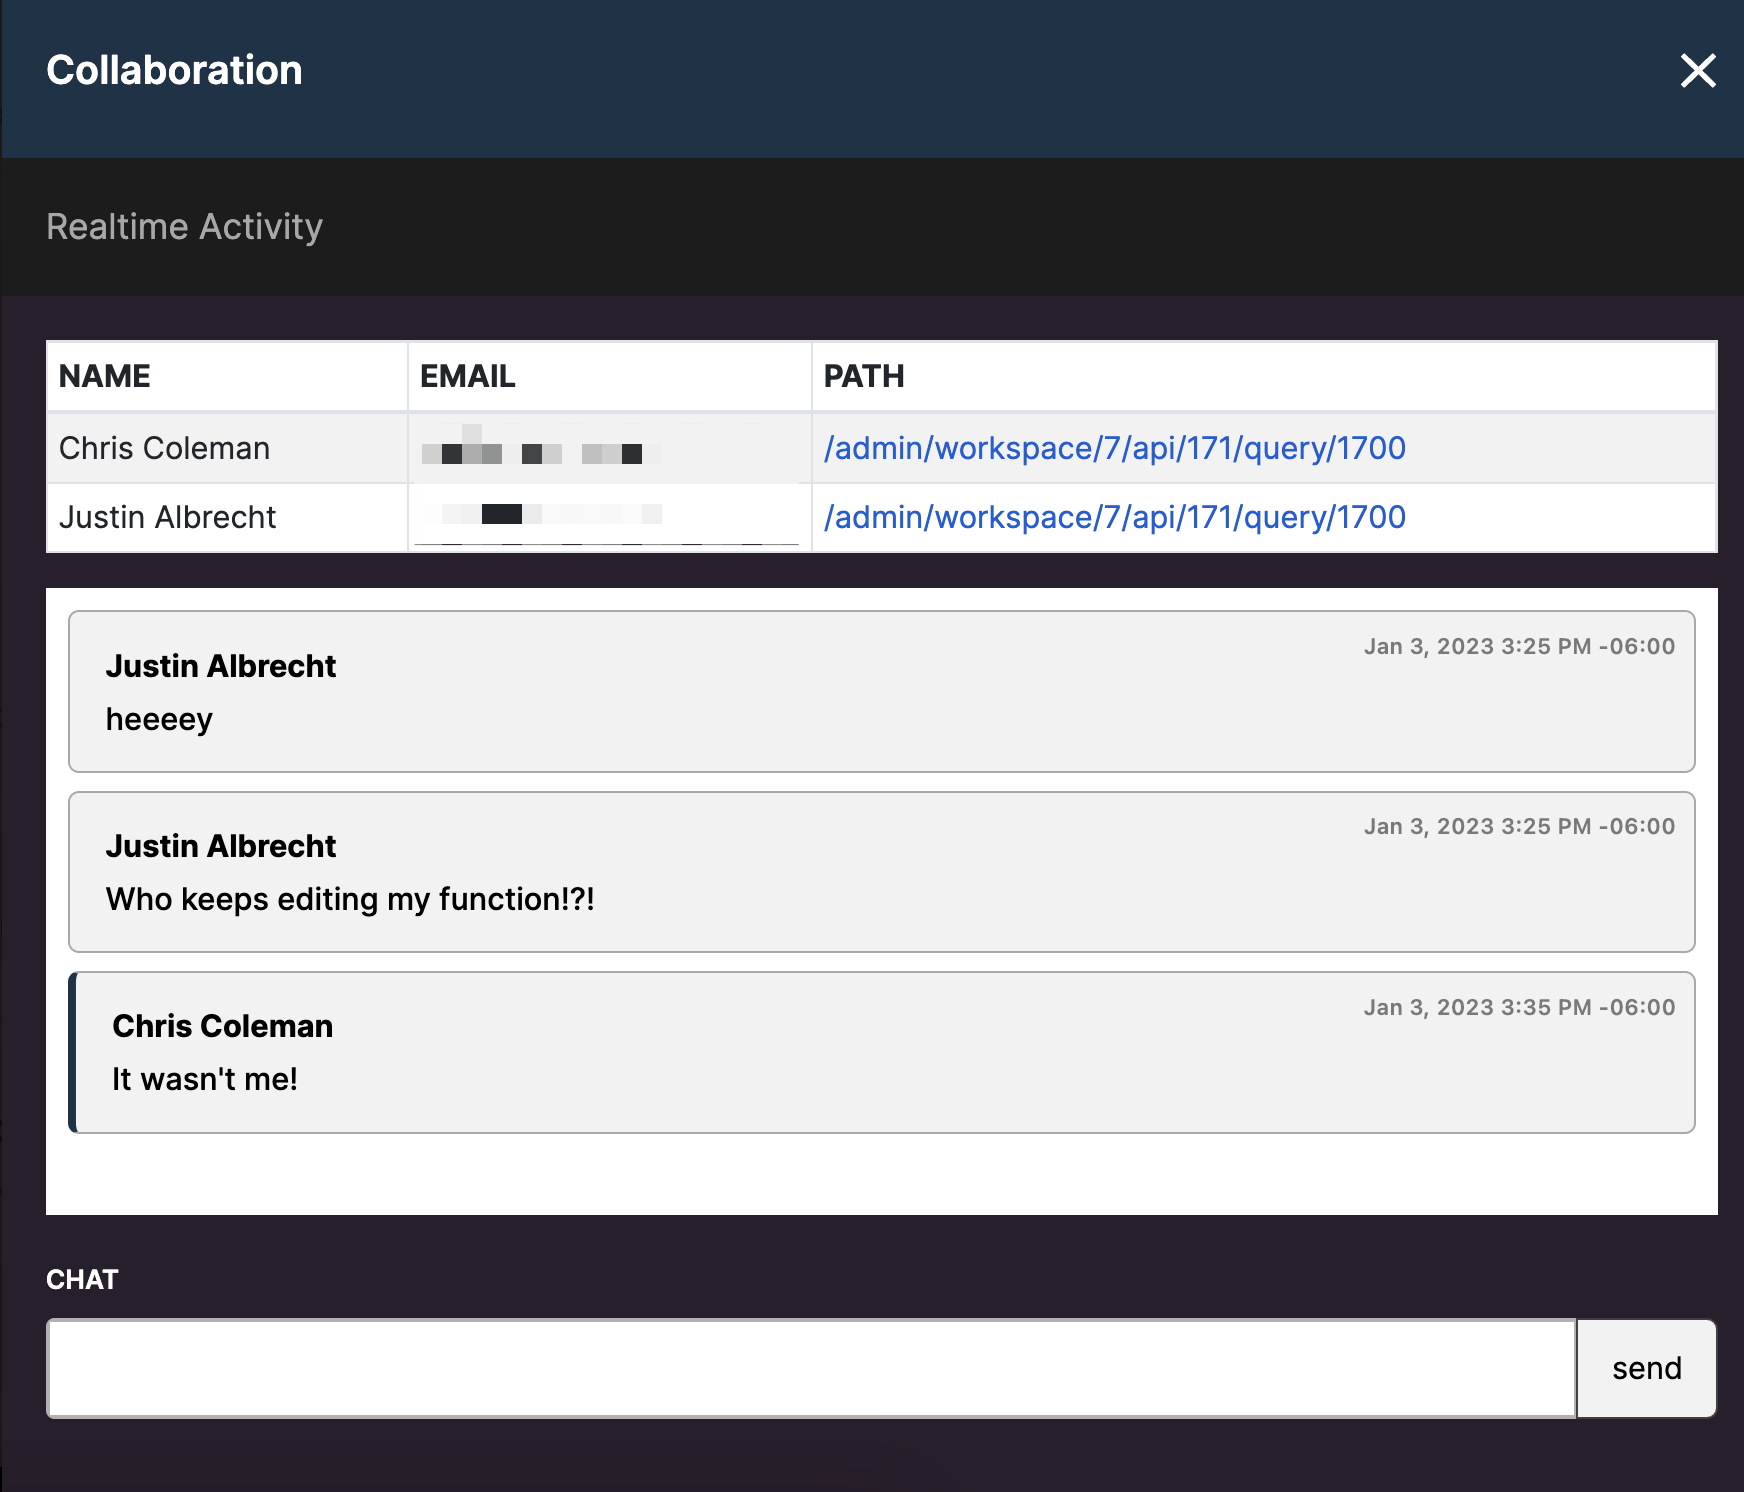 Collaboration
Realtime Activity
NAME EMAIL PATH
Chris Coleman /admin/workspace/7/api/171/query/1700
Justin Albrecht /admin/workspace/7/api/171/query/1700
Justin Albrecht Jan 3, 2023 3:25 PM -06:00
heeeey
Justin Albrecht Jan 3, 2023 3:25 PM -06:00
Who keeps editing my function!?!
Chris Coleman Jan 3, 2023 3:35 PM -06:00
It wasn't me!
CHAT
send